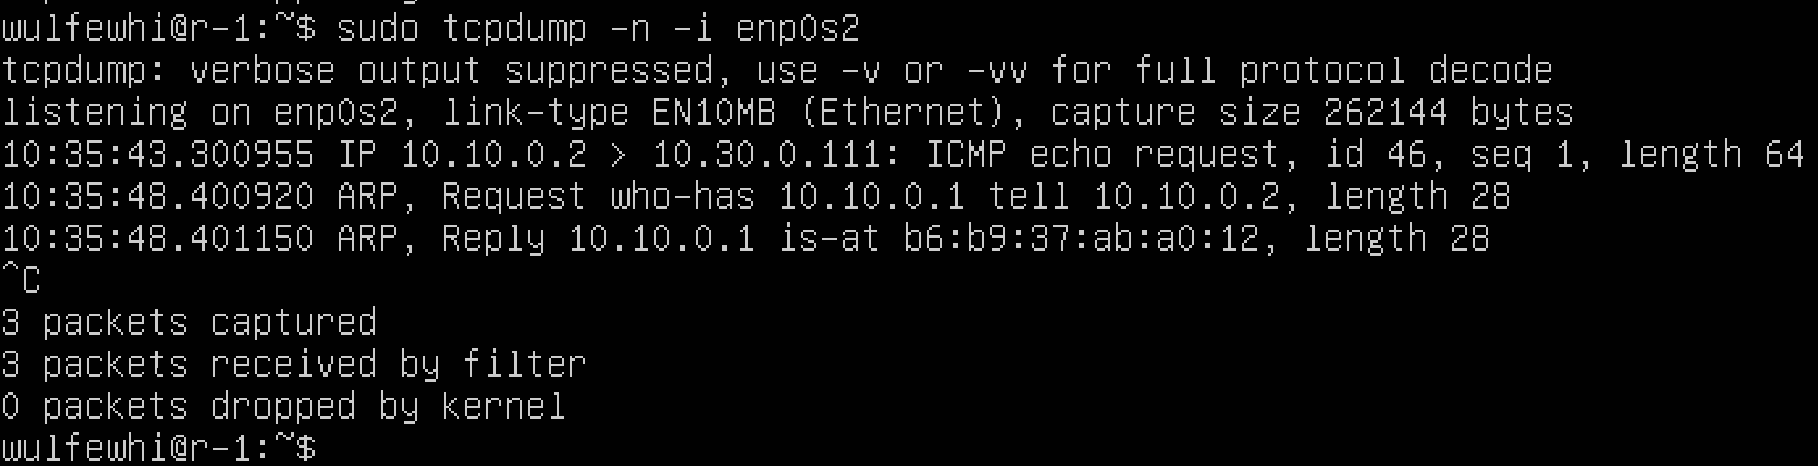 wulfewhi@r-1:~$ sudo tcpdump -n -i enp0s2
tcpdump: verbose output suppressed, use -v or -vv for full protocol decode
listening on enp0s2, link-type EN10MB (Ethernet), capture size 262144 bytes
10:35:43.300955 IP 10.10.0.2 > 10.30.0.111: ICMP echo request, id 46, seq 1, length 64
10:35:48.400920 ARP, Request who-has 10.10.0.1 tell 10.10.0.2, length 28
10:35:48.401150 ARP, Reply 10.10.0.1 is-at b6:b9:37:ab:a0:12, length 28
^C
3 packets captured
3 packets received by filter
0 packets dropped by kernel
wulfewhi@r-1:~$